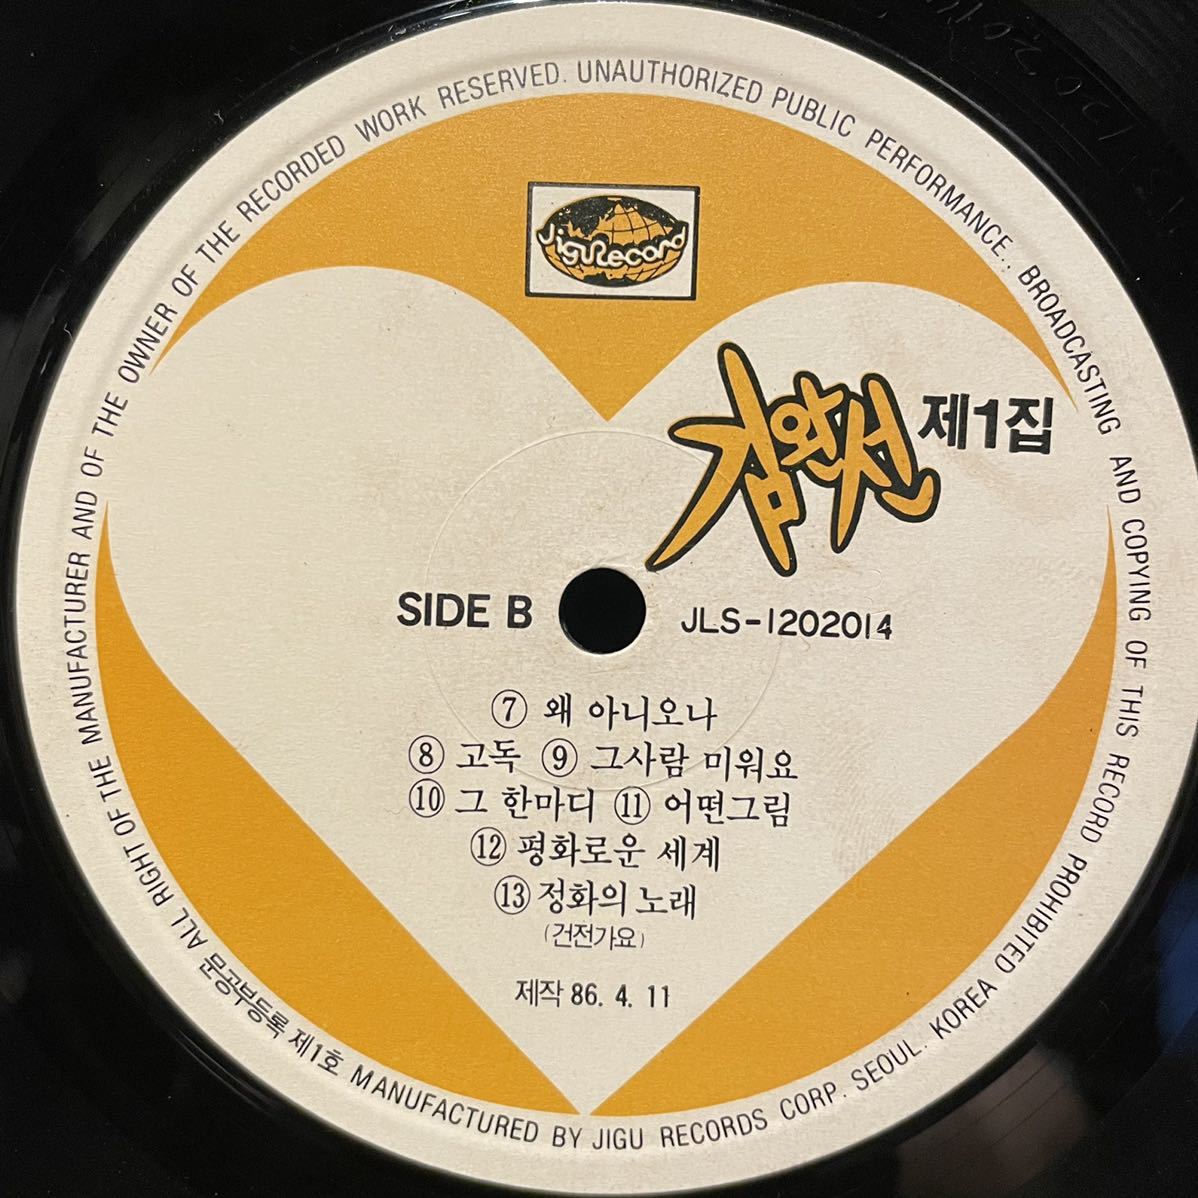 ALL RIGHT OF THE MANUFACTURER AND OF THE OWNER OF THE RECORDED WORK RESERVED. UNAUTHORIZED PUBLIC PERFORMANCE. BROADCASTING AND COPYING OF THIS RECORD PROHIBITED
JiguRecord
김완선 제1집
SIDE B JLS-1202014
⑦ 왜 아니오나
⑧ 고독 ⑨ 그사람 미워요
⑩ 그 한마디 ⑪ 어떤그림
⑫ 평화로운 세계
⑬ 정화의 노래
(건전가요)
제작 86. 4. 11
문공부등록 제1호 MANUFACTURED BY JIGU RECORDS CORP. SEOUL. KOREA